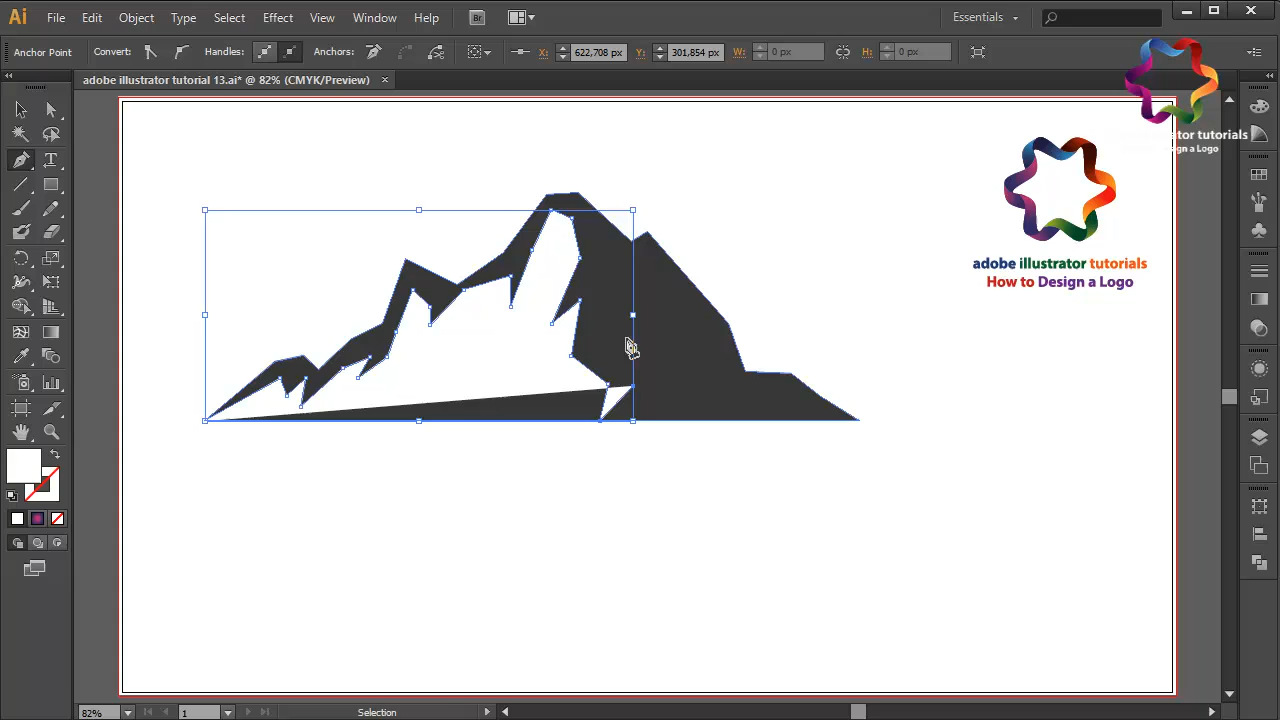 Ai File Edit Object Type Select Effect View Window Help Br Essentials
Anchor Point Convert: Handles: Anchors: X: 622,708 px Y: 301,854 px W: 0 px H: 0 px
adobe illustrator tutorial 13.ai* @ 82% (CMYK/Preview)
tor tutorials
sign a Logo
adobe illustrator tutorials
How to Design a Logo
82% 1 Selection